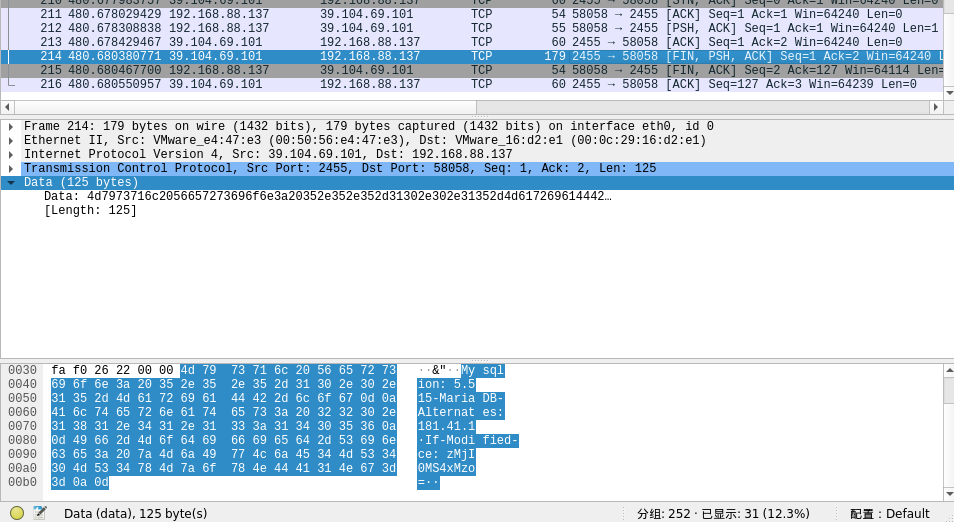 210 480.677983757 39.104.69.101 192.168.88.137 TCP 60 2455 → 58058 [SYN, ACK] Seq=0 Ack=1 Win=64240 Len=0
211 480.678029429 192.168.88.137 39.104.69.101 TCP 54 58058 → 2455 [ACK] Seq=1 Ack=1 Win=64240 Len=0
212 480.678308838 192.168.88.137 39.104.69.101 TCP 55 58058 → 2455 [PSH, ACK] Seq=1 Ack=1 Win=64240 Len=1
213 480.678429467 39.104.69.101 192.168.88.137 TCP 60 2455 → 58058 [ACK] Seq=1 Ack=2 Win=64240 Len=0
214 480.680380771 39.104.69.101 192.168.88.137 TCP 179 2455 → 58058 [FIN, PSH, ACK] Seq=1 Ack=2 Win=64240 L
215 480.680467700 192.168.88.137 39.104.69.101 TCP 54 58058 → 2455 [FIN, ACK] Seq=2 Ack=127 Win=64114 Len=
216 480.680550957 39.104.69.101 192.168.88.137 TCP 60 2455 → 58058 [ACK] Seq=127 Ack=3 Win=64239 Len=0
Frame 214: 179 bytes on wire (1432 bits), 179 bytes captured (1432 bits) on interface eth0, id 0
Ethernet II, Src: VMware_e4:47:e3 (00:50:56:e4:47:e3), Dst: VMware_16:d2:e1 (00:0c:29:16:d2:e1)
Internet Protocol Version 4, Src: 39.104.69.101, Dst: 192.168.88.137
Transmission Control Protocol, Src Port: 2455, Dst Port: 58058, Seq: 1, Ack: 2, Len: 125
Data (125 bytes)
Data: 4d7973716c2056657273696f6e3a20352e352e352d31302e302e31352d4d617269614442…
[Length: 125]
0030 fa f0 26 22 00 00 4d 79 73 71 6c 20 56 65 72 73 ··&"··My sql
0040 69 6f 6e 3a 20 35 2e 35 2e 35 2d 31 30 2e 30 2e ion: 5.5
0050 31 35 2d 4d 61 72 69 61 44 42 2d 6c 6f 67 0d 0a 15-Maria DB-
0060 41 6c 74 65 72 6e 61 74 65 73 3a 20 32 32 30 2e Alternat es:
0070 31 38 31 2e 34 31 2e 31 33 3a 31 34 30 35 36 0a 181.41.1
0080 0d 49 66 2d 4d 6f 64 69 66 69 65 64 2d 53 69 6e ·If-Modi fied-
0090 63 65 3a 20 7a 4d 6a 49 77 4c 6a 45 34 4d 53 34 ce: zMjI
00a0 30 4d 53 34 78 4d 7a 6f 78 4e 44 41 31 4e 67 3d 0MS4xMzo
00b0 3d 0a 0d =··
Data (data), 125 byte(s) 分组: 252 · 已显示: 31 (12.3%) 配置 : Default